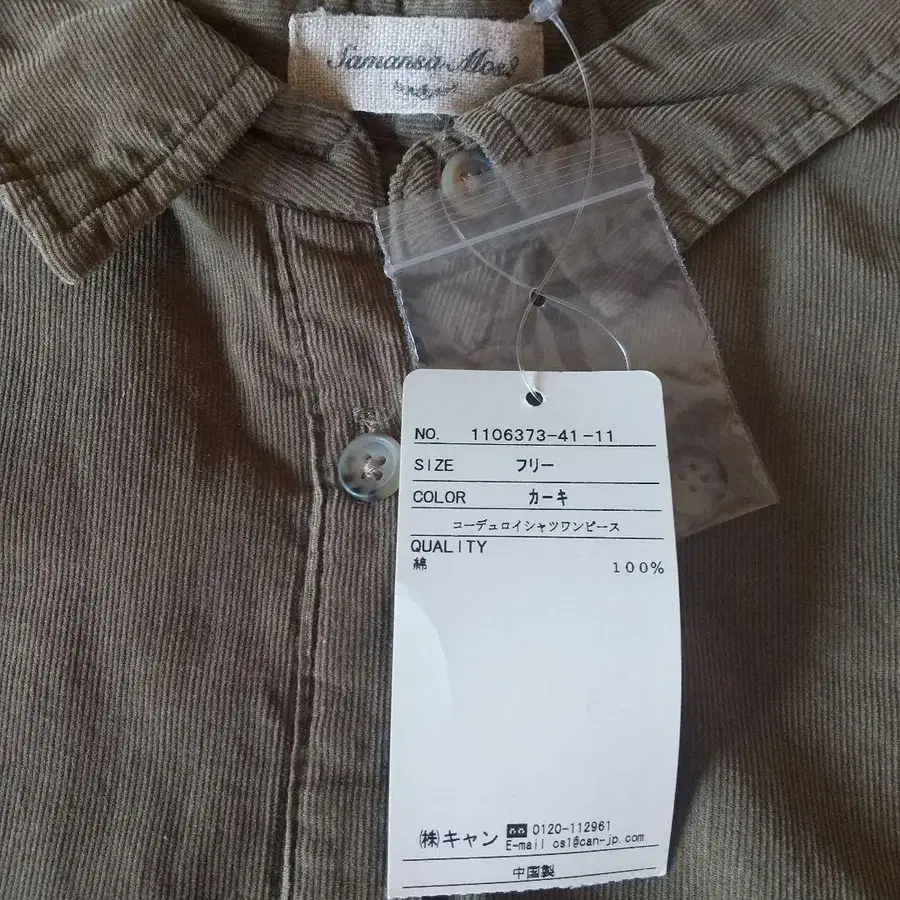 Samansa Mos2
NO. 1106373-41-11
SIZE フリー
COLOR カーキ
コーデュロイシャツワンピース
QUALITY
綿 100%
㈱キャン 0120-112961
E-mail cs1@can-jp.com
中国製